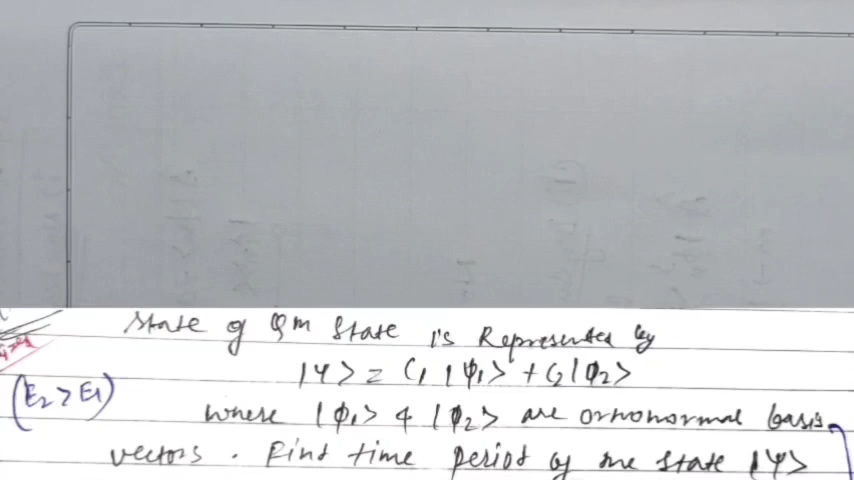 State of QM State is Represented by
|ψ> = C₁ |φ₁> + C₂ |φ₂>
(E₂ > E₁)
where |φ₁> & |φ₂> are orthonormal basis
vectors. Find time period of the state |ψ>